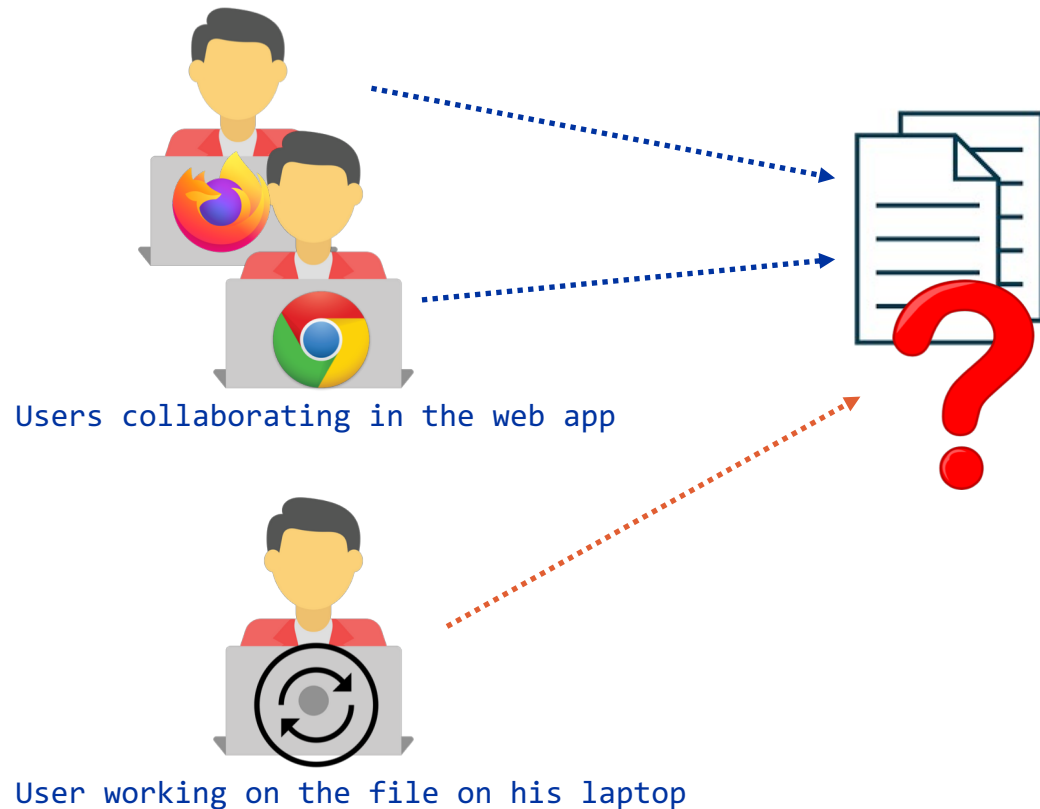 Users collaborating in the web app
User working on the file on his laptop